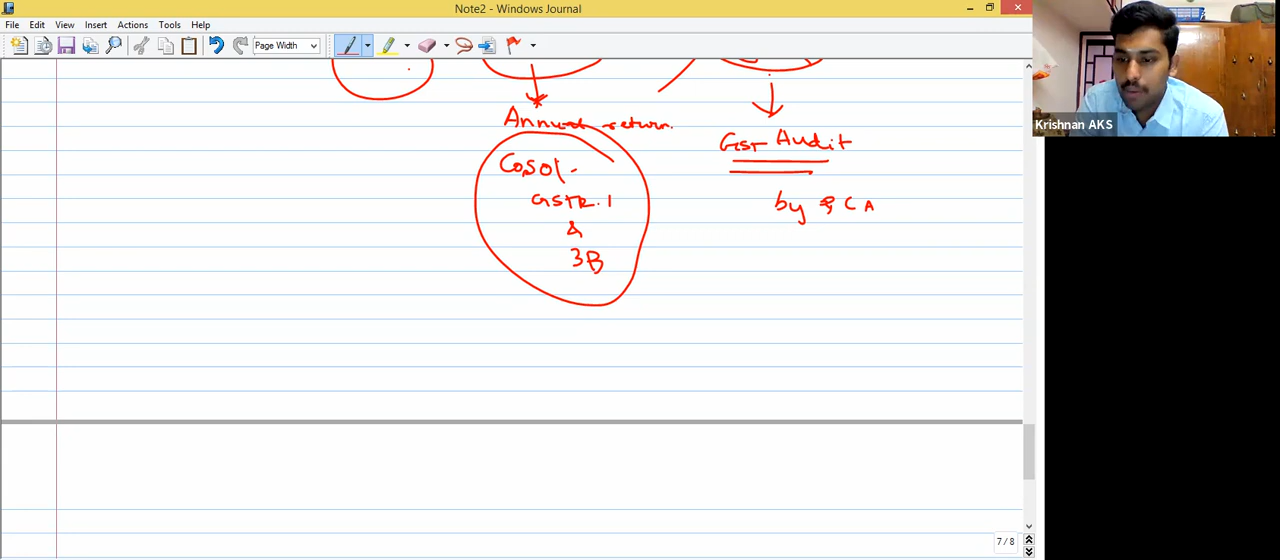 Note2 - Windows Journal
File Edit View Insert Actions Tools Help
Page Width
Krishnan AKS
Annual return.
GST Audit
Cosol-
GSTR.1
&
3B
by CA
7 / 8